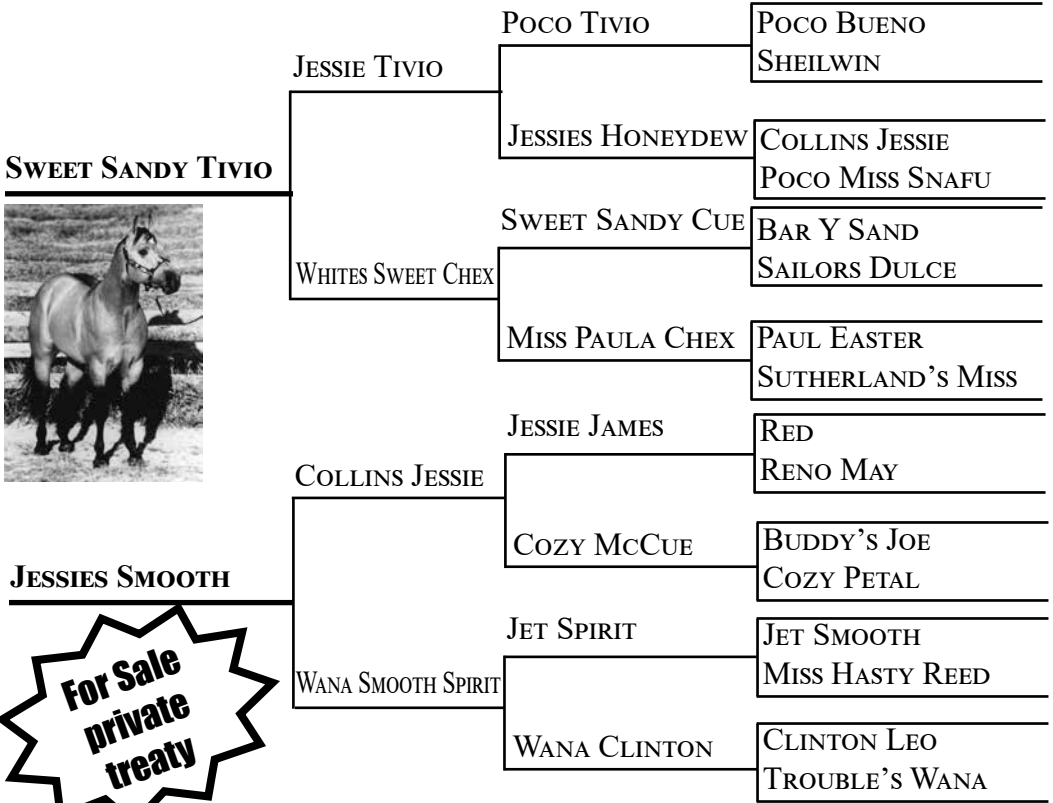 Poco Tivio
Poco Bueno
Sheilwin
Jessie Tivio
Jessies Honeydew
Collins Jessie
Poco Miss Snafu
Sweet Sandy Tivio
Sweet Sandy Cue
Bar Y Sand
Sailors Dulce
Whites Sweet Chex
Miss Paula Chex
Paul Easter
Sutherland's Miss
Jessie James
Red
Reno May
Collins Jessie
Cozy McCue
Buddy's Joe
Cozy Petal
Jessies Smooth
Jet Spirit
Jet Smooth
Miss Hasty Reed
Wana Smooth Spirit
Wana Clinton
Clinton Leo
Trouble's Wana
For Sale
private
treaty